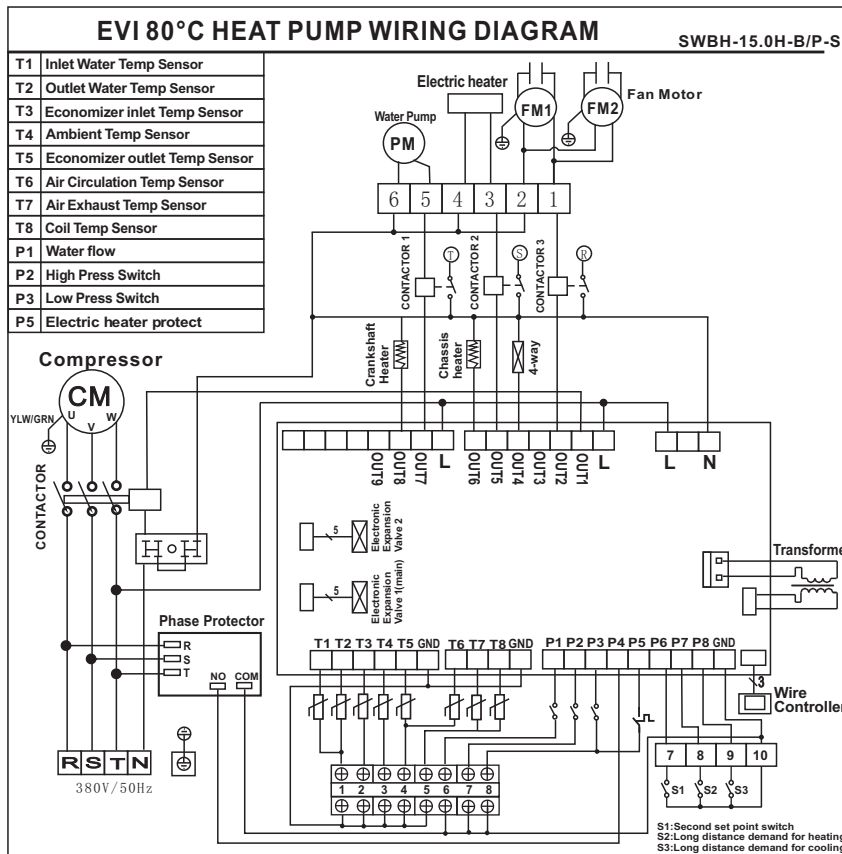 EVI 80°C HEAT PUMP WIRING DIAGRAM
SWBH-15.0H-B/P-S
T1 Inlet Water Temp Sensor
T2 Outlet Water Temp Sensor
T3 Economizer inlet Temp Sensor
T4 Ambient Temp Sensor
T5 Economizer outlet Temp Sensor
T6 Air Circulation Temp Sensor
T7 Air Exhaust Temp Sensor
T8 Coil Temp Sensor
P1 Water flow
P2 High Press Switch
P3 Low Press Switch
P5 Electric heater protect
Electric heater
Water Pump
PM
FM1
FM2
Fan Motor
6 5 4 3 2 1
CONTACTOR 1
T
CONTACTOR 2
S
CONTACTOR 3
R
Crankshaft
Heater
Chassis
heater
4-way
Compressor
CM
YLW/GRN
U
V
W
CONTACTOR
OUT9
OUT8
OUT7
L
OUT6
OUT5
OUT4
OUT3
OUT2
OUT1
L
L
N
5
Electronic
Expansion
Valve 2
5
Electronic
Expansion
Valve 1(main)
Transforme
Phase Protector
R
S
T
NO COM
T1 T2 T3 T4 T5 GND
T6 T7 T8 GND
P1 P2 P3 P4 P5 P6 P7 P8 GND
3
Wire
Controller
R S T N
380V/50Hz
1 2 3 4 5 6 7 8
7 8 9 10
S1 S2 S3
S1:Second set point switch
S2:Long distance demand for heating
S3:Long distance demand for cooling